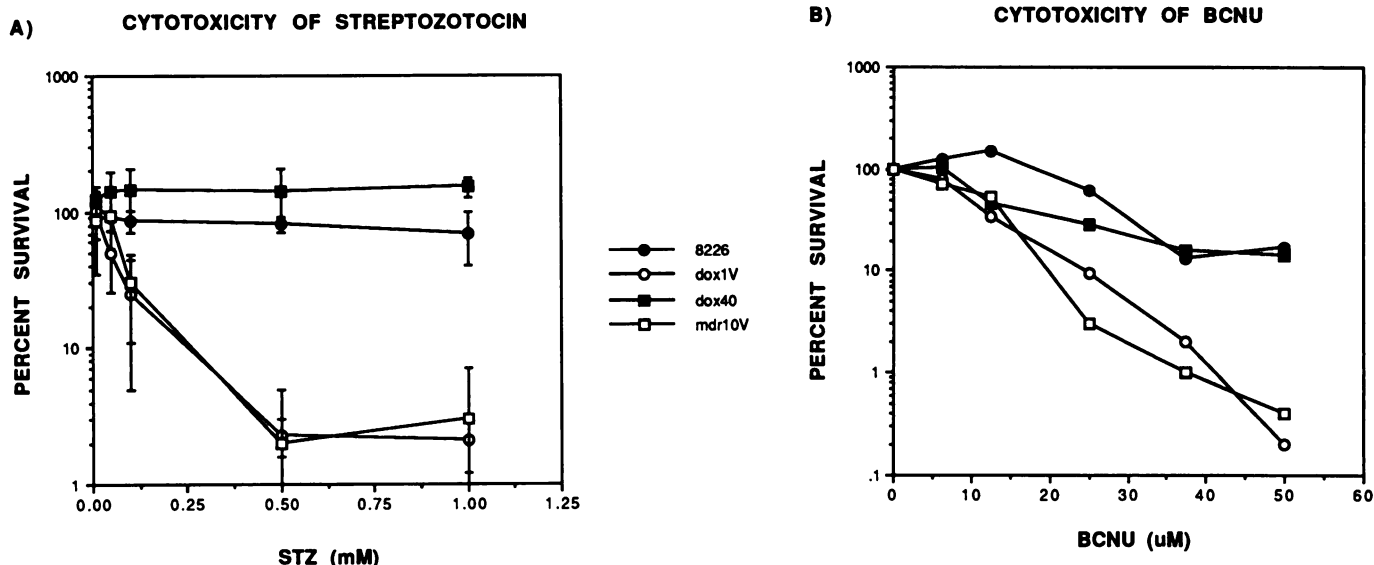 A)
CYTOTOXICITY OF STREPTOZOTOCIN
1000
100
10
1
PERCENT SURVIVAL
0.00 0.25 0.50 0.75 1.00 1.25
STZ (mM)
8226
dox1V
dox40
mdr10V
B)
CYTOTOXICITY OF BCNU
1000
100
10
1
.1
PERCENT SURVIVAL
0 10 20 30 40 50 60
BCNU (uM)